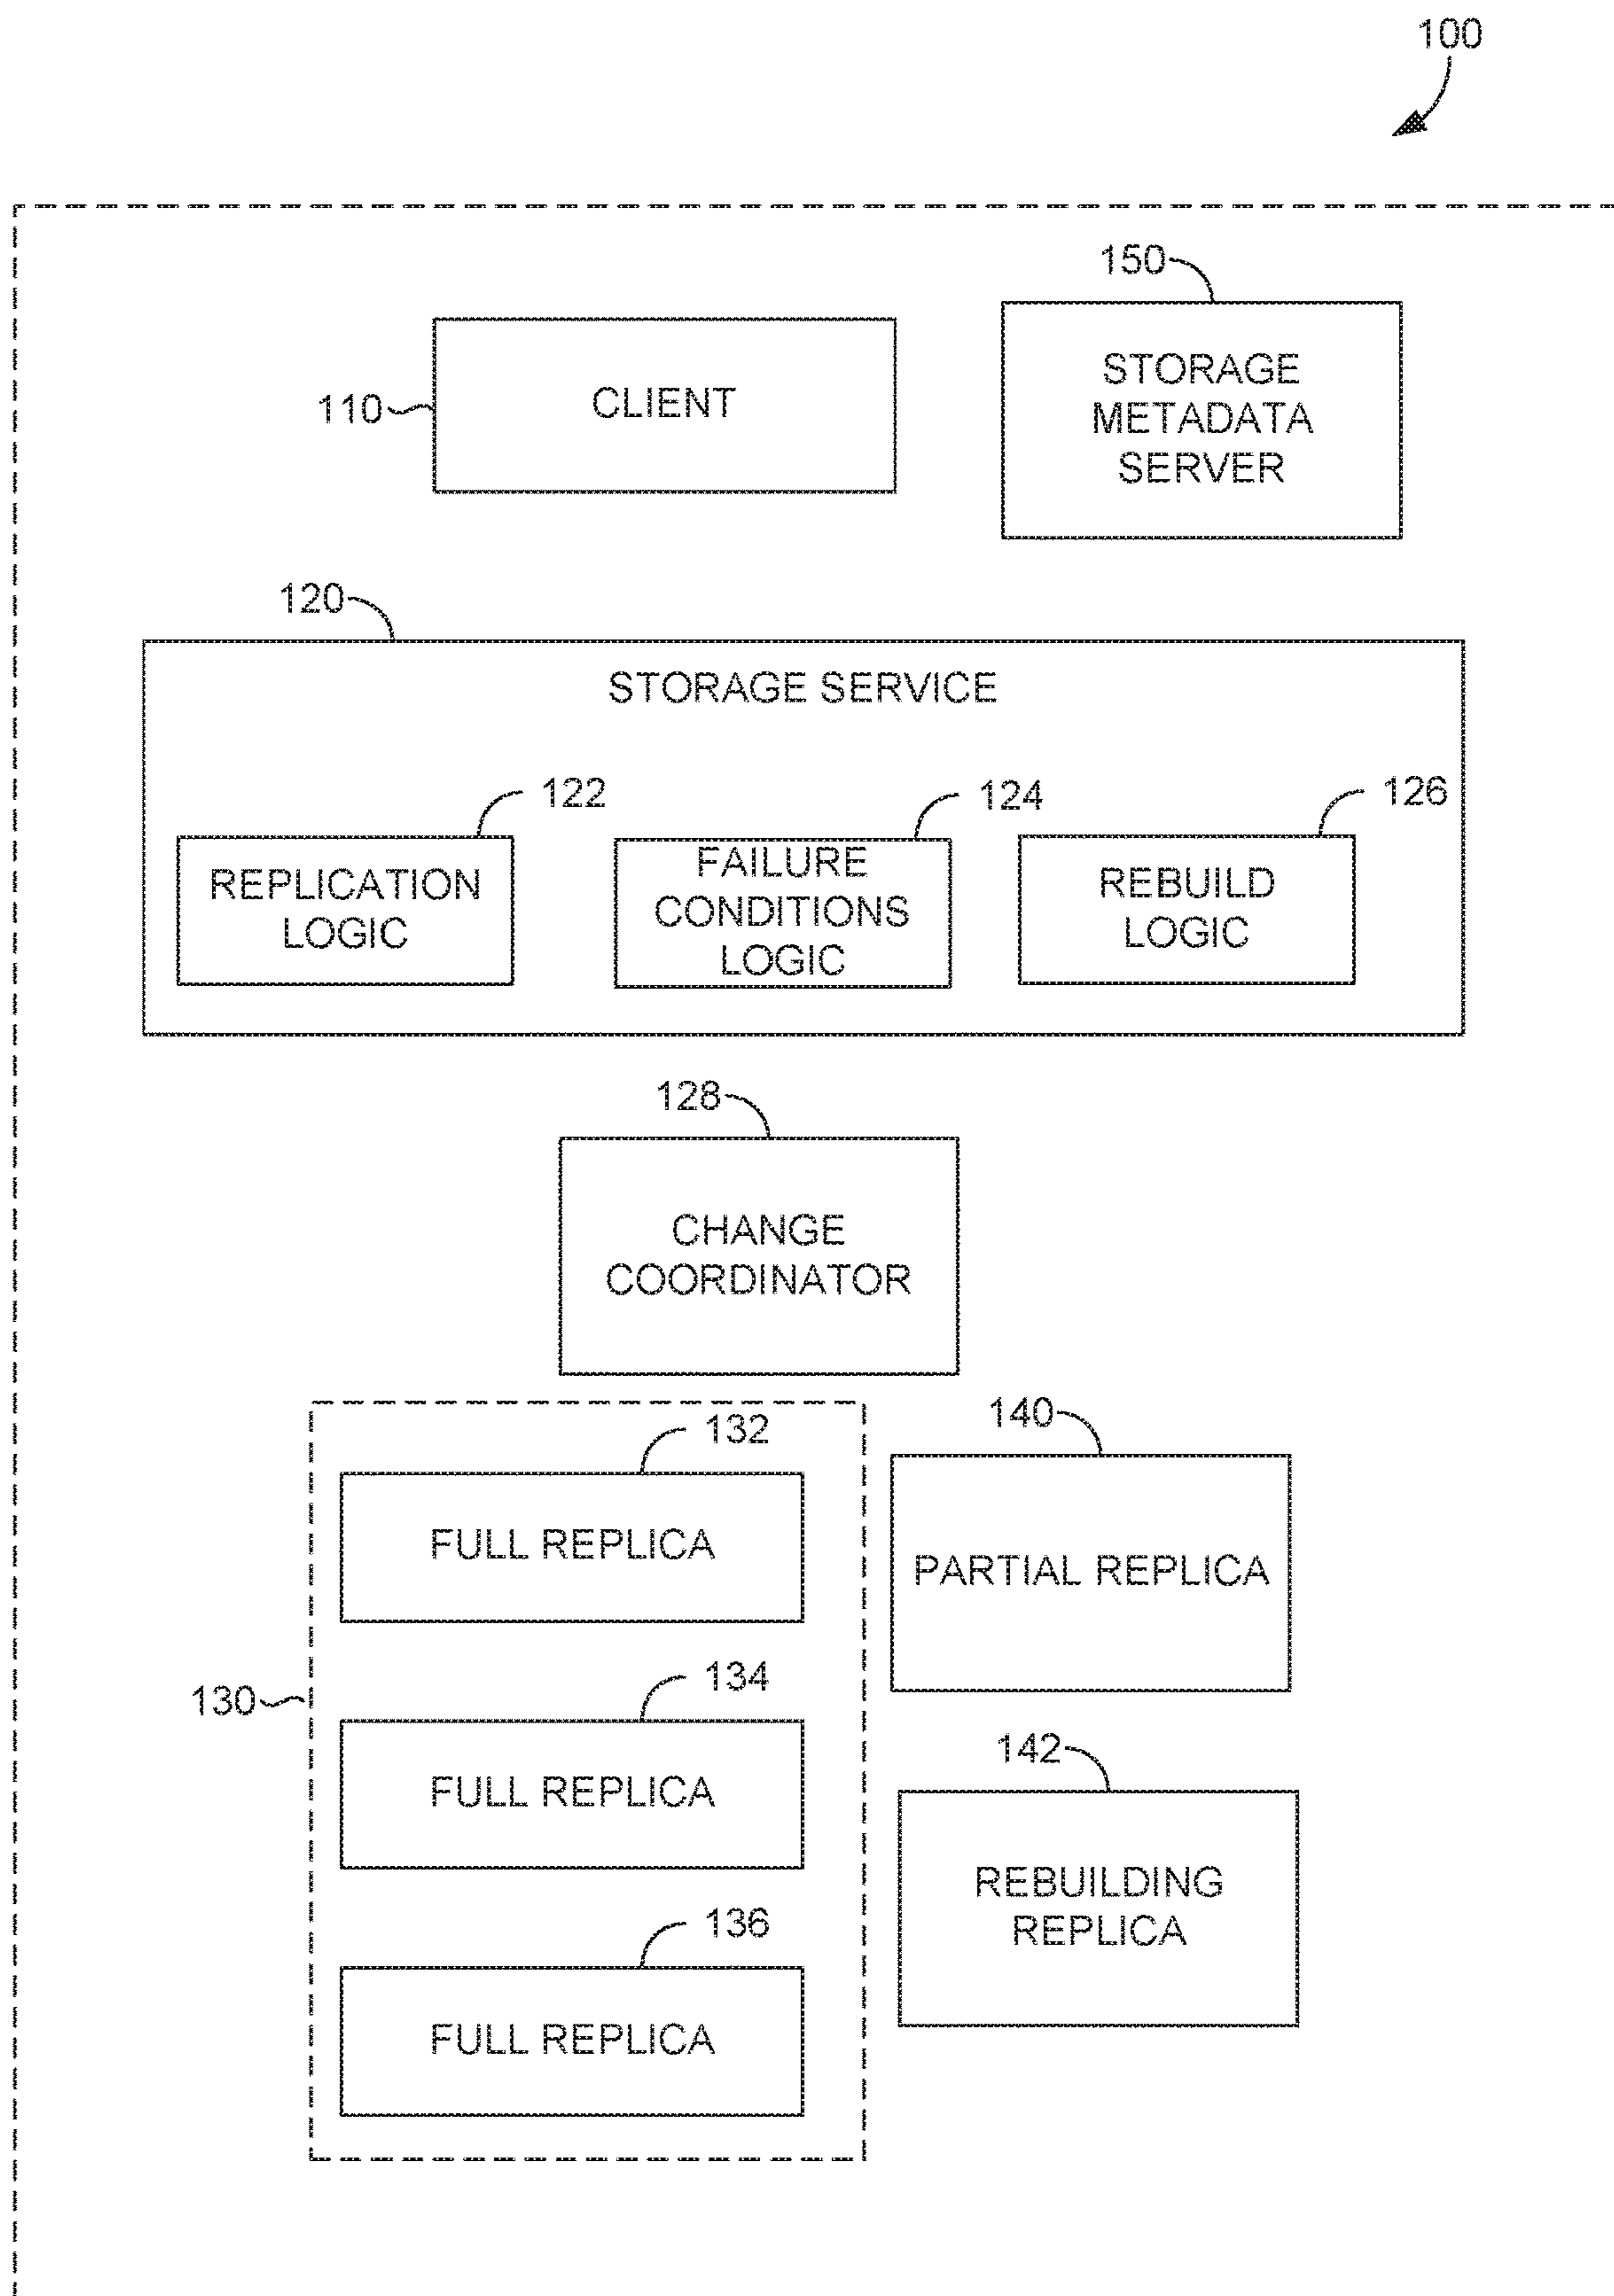 100
150
STORAGE
METADATA
SERVER
110
CLIENT
120
STORAGE SERVICE
122
REPLICATION
LOGIC
124
FAILURE
CONDITIONS
LOGIC
126
REBUILD
LOGIC
128
CHANGE
COORDINATOR
130
132
FULL REPLICA
134
FULL REPLICA
136
FULL REPLICA
140
PARTIAL REPLICA
142
REBUILDING
REPLICA